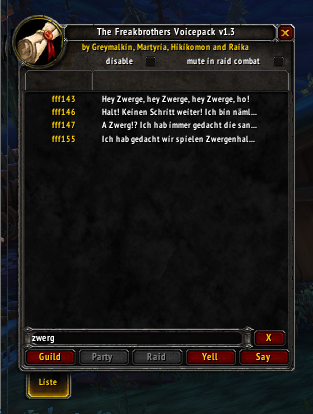 The Freakbrothers Voicepack v1.3
by Greymalkin, Martyria, Hikikomon and Raika
disable mute in raid combat
fff143 Hey Zwerge, hey Zwerge, hey Zwerge, ho!
fff146 Halt! Keinen Schritt weiter! Ich bin näml...
fff147 A Zwerg!? Ich hab immer gedacht die san...
fff155 Ich hab gedacht wir spielen Zwergenhal...
zwerg X
Guild Party Raid Yell Say
Liste